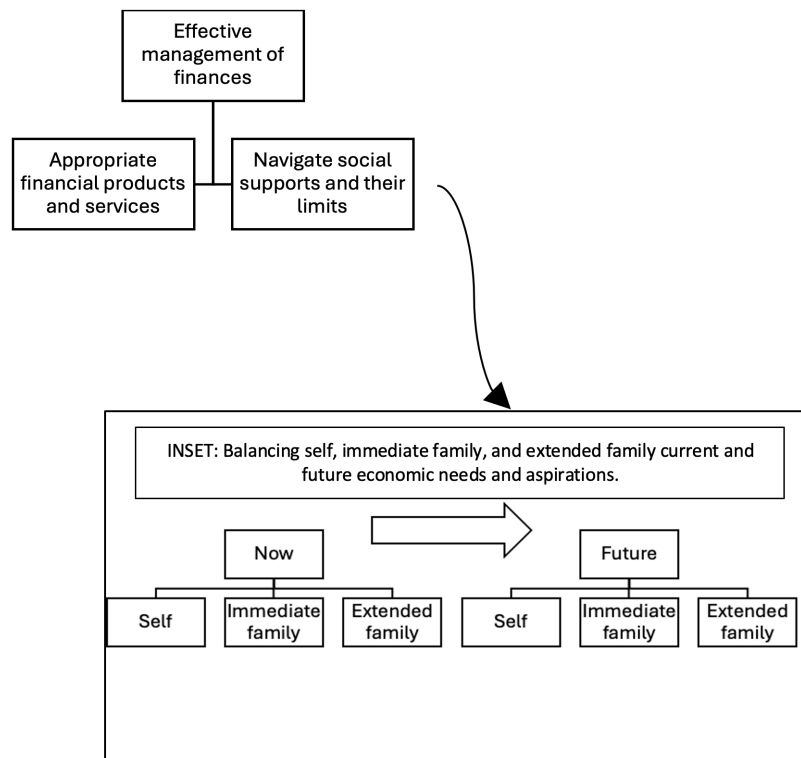 Effective
management of
finances
Appropriate
financial products
and services
Navigate social
supports and their
limits
INSET: Balancing self, immediate family, and extended family current and
future economic needs and aspirations.
Now
Self
Immediate
family
Extended
family
Future
Self
Immediate
family
Extended
family